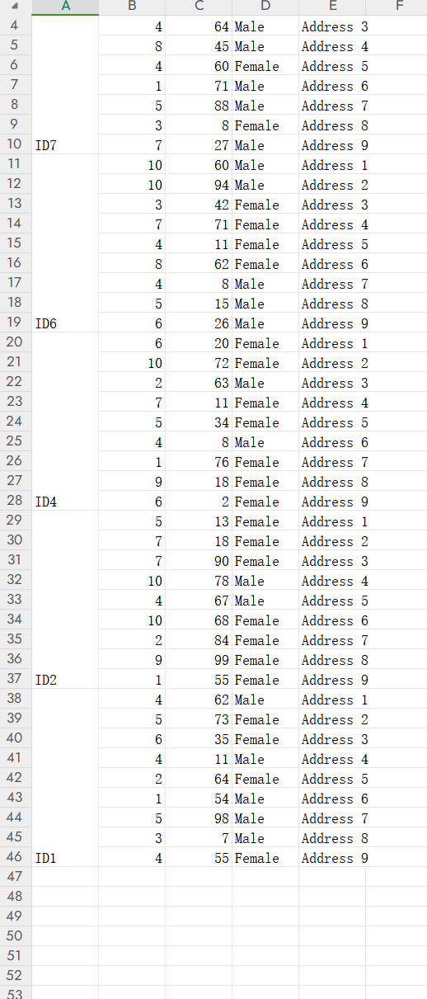 A B C D E F
4 4 64 Male Address 3
5 8 45 Male Address 4
6 4 60 Female Address 5
7 1 71 Male Address 6
8 5 88 Male Address 7
9 3 8 Female Address 8
10 ID7 7 27 Male Address 9
11 10 60 Male Address 1
12 10 94 Male Address 2
13 3 42 Female Address 3
14 7 71 Female Address 4
15 4 11 Female Address 5
16 8 62 Female Address 6
17 4 8 Male Address 7
18 5 15 Male Address 8
19 ID6 6 26 Male Address 9
20 6 20 Female Address 1
21 10 72 Female Address 2
22 2 63 Male Address 3
23 7 11 Female Address 4
24 5 34 Female Address 5
25 4 8 Male Address 6
26 1 76 Female Address 7
27 9 18 Female Address 8
28 ID4 6 2 Female Address 9
29 5 13 Female Address 1
30 7 18 Female Address 2
31 7 90 Female Address 3
32 10 78 Male Address 4
33 4 67 Male Address 5
34 10 68 Female Address 6
35 2 84 Female Address 7
36 9 99 Female Address 8
37 ID2 1 55 Female Address 9
38 4 62 Male Address 1
39 5 73 Female Address 2
40 6 35 Female Address 3
41 4 11 Male Address 4
42 2 64 Female Address 5
43 1 54 Male Address 6
44 5 98 Male Address 7
45 3 7 Male Address 8
46 ID1 4 55 Female Address 9
47
48
49
50
51
52
53